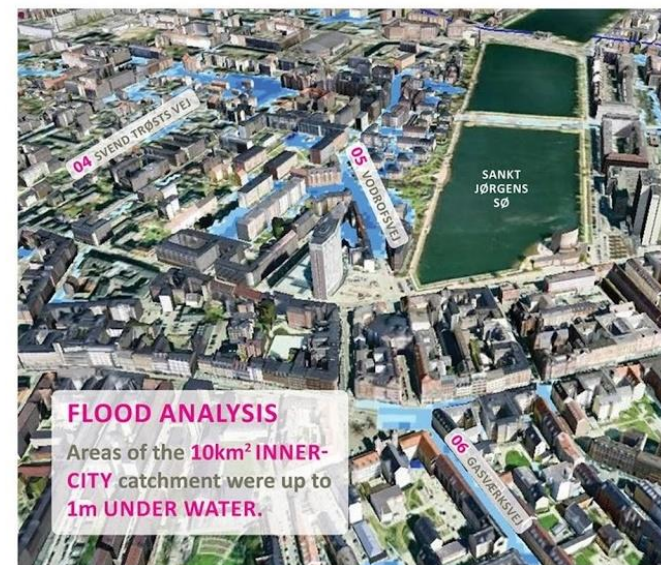 04 SVEND TRØSTS VEJ
05 VODROFSVEJ
SANKT
JØRGENS
SØ
FLOOD ANALYSIS
Areas of the 10km² INNER-
CITY catchment were up to
1m UNDER WATER.
06 GASVÆRKSVEJ